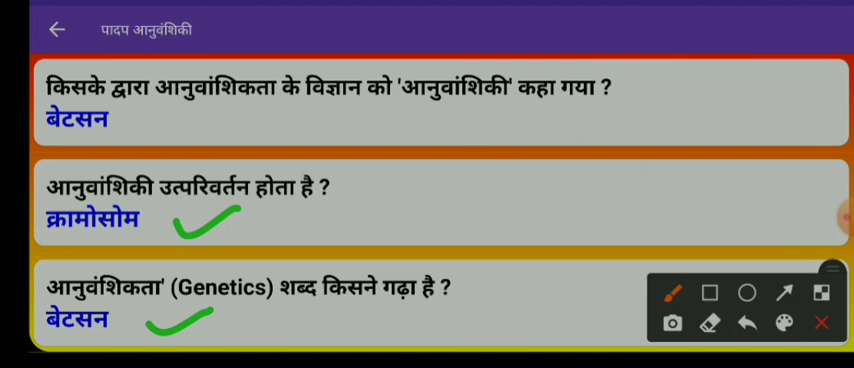 पादप आनुवंशिकी
किसके द्वारा आनुवांशिकता के विज्ञान को 'आनुवांशिकी' कहा गया ?
बेटसन
आनुवांशिकी उत्परिवर्तन होता है ?
क्रामोसोम
आनुवंशिकता' (Genetics) शब्द किसने गढ़ा है ?
बेटसन